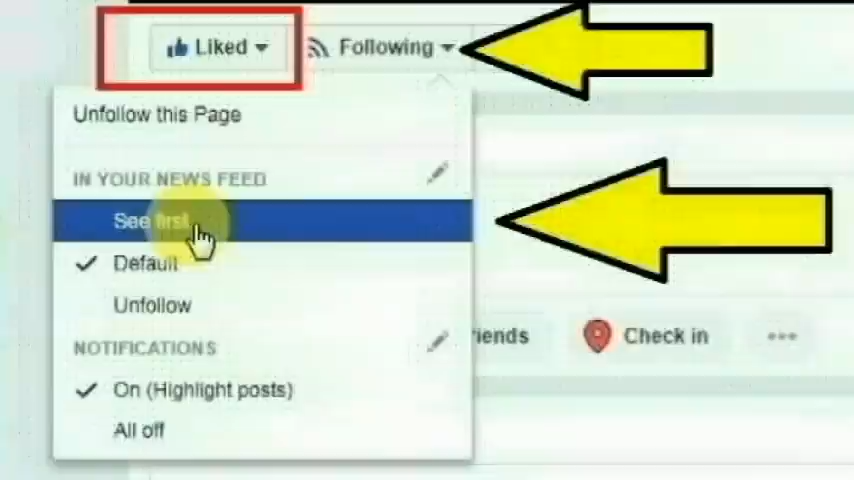 Liked Following
Unfollow this Page
IN YOUR NEWS FEED
See first
Default
Unfollow
riends Check in
NOTIFICATIONS
On (Highlight posts)
All off